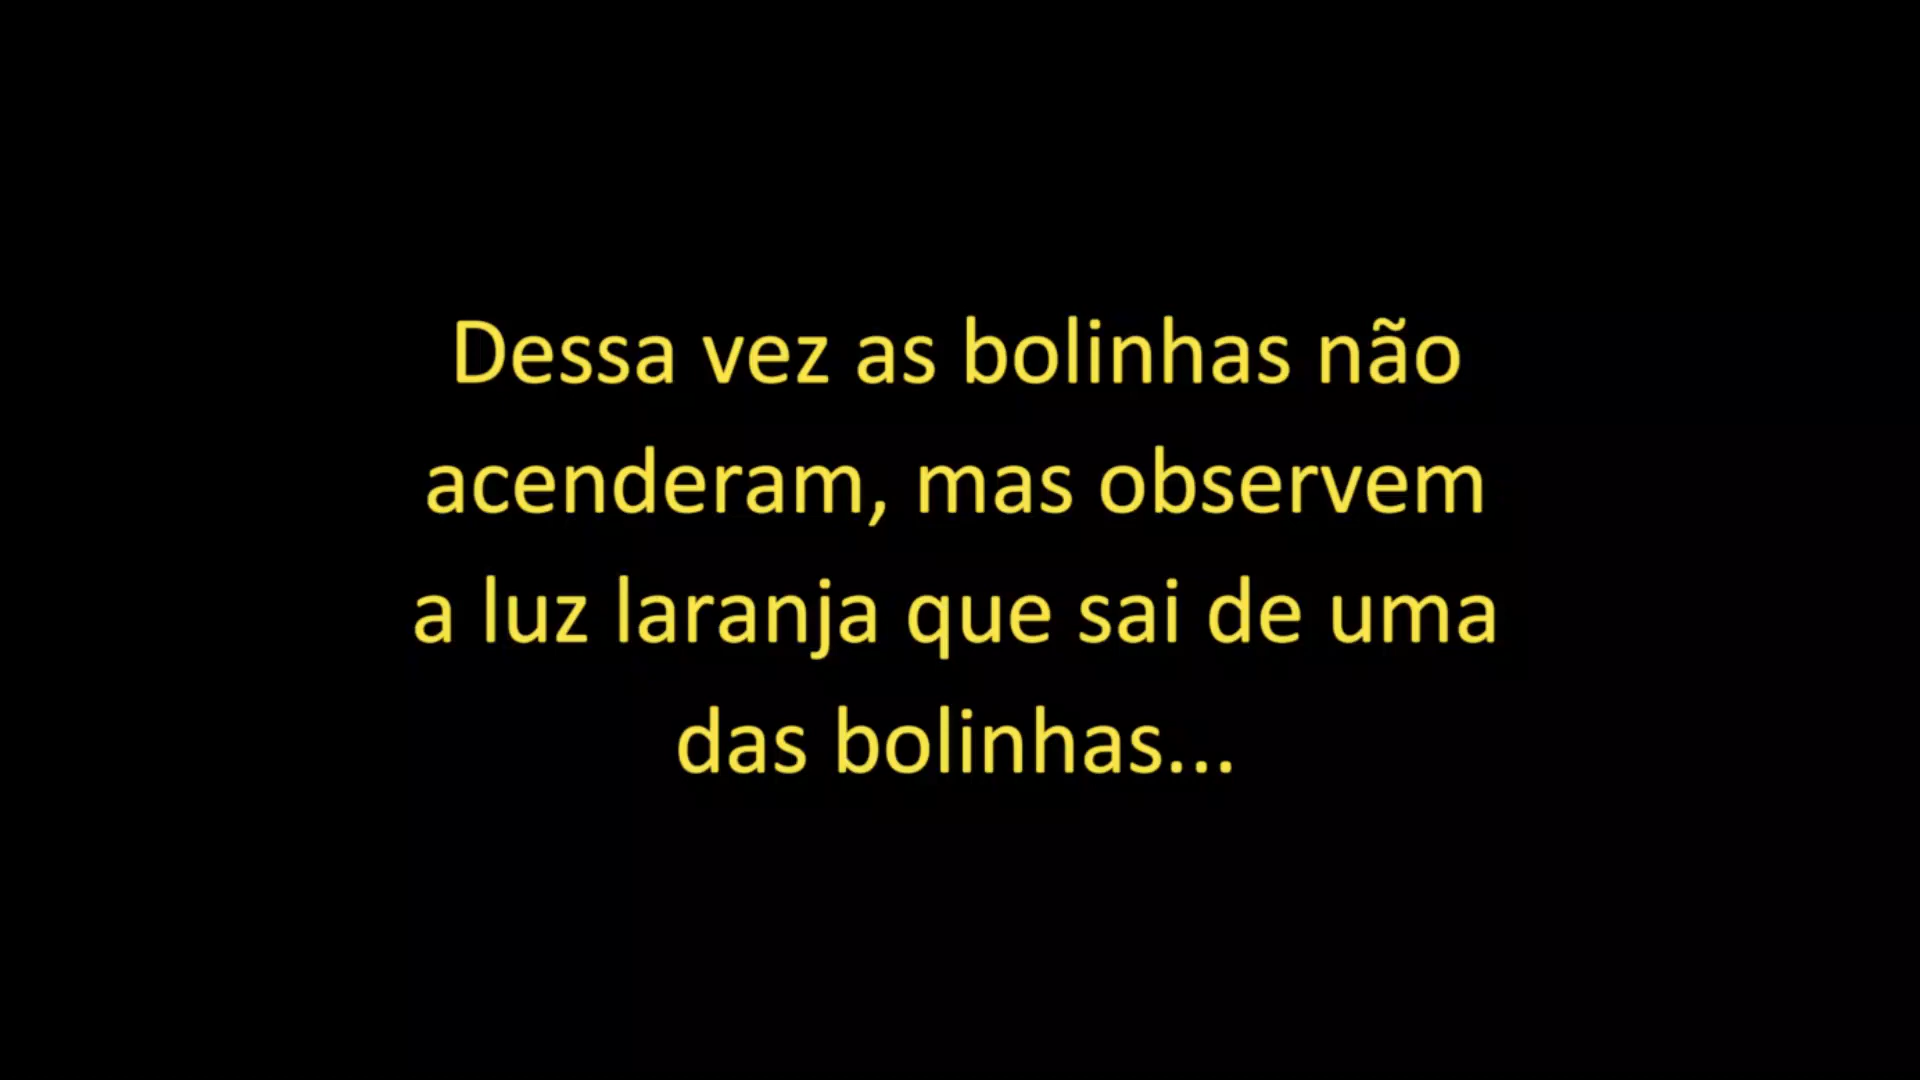 Dessa vez as bolinhas não
acenderam, mas observem
a luz laranja que sai de uma
das bolinhas...